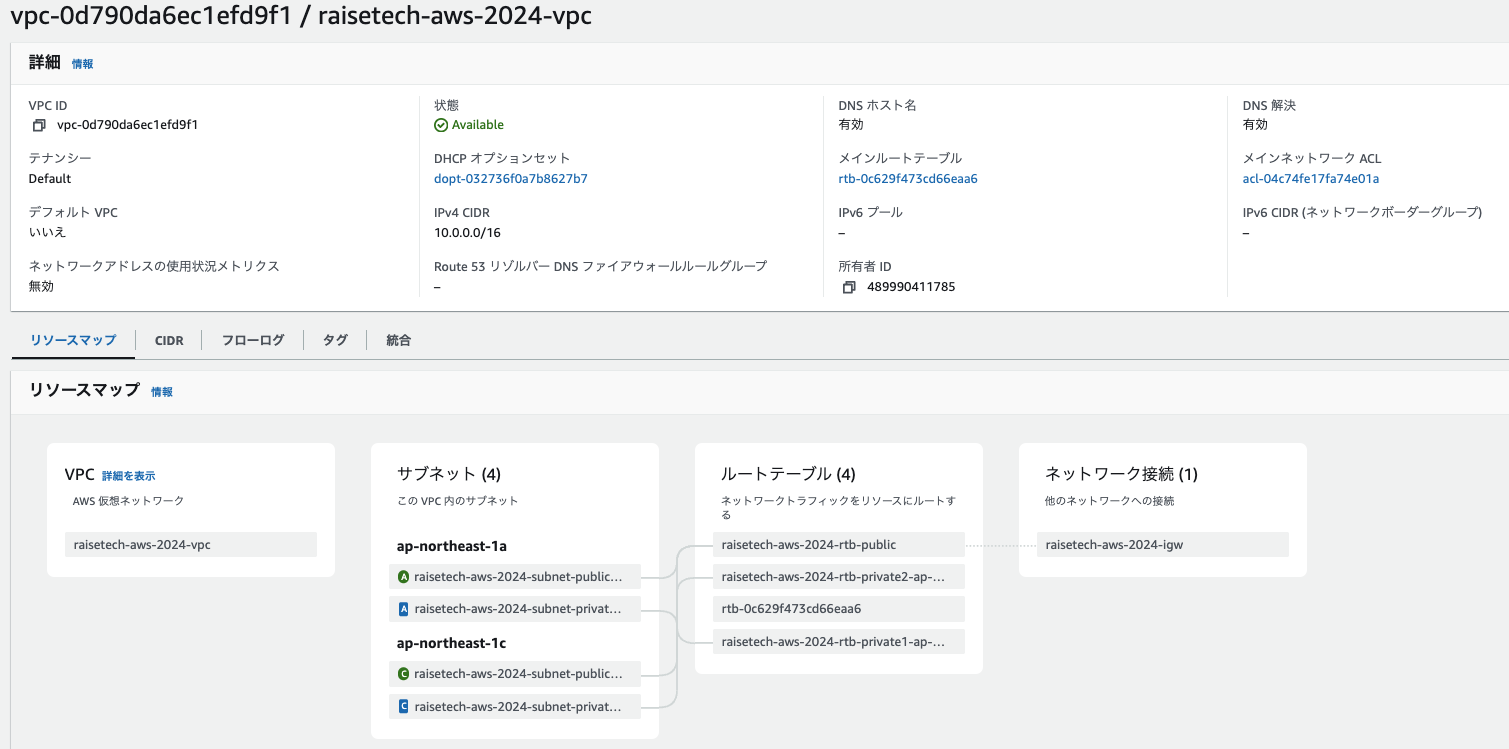 vpc-0d790da6ec1efd9f1 / raisetech-aws-2024-vpc
詳細 情報
VPC ID
vpc-0d790da6ec1efd9f1
状態
Available
DNS ホスト名
有効
DNS 解決
有効
テナンシー
Default
DHCP オプションセット
dopt-032736f0a7b8627b7
メインルートテーブル
rtb-0c629f473cd66eaa6
メインネットワーク ACL
acl-04c74fe17fa74e01a
デフォルト VPC
いいえ
IPv4 CIDR
10.0.0.0/16
IPv6 プール
–
IPv6 CIDR (ネットワークボーダーグループ)
–
ネットワークアドレスの使用状況メトリクス
無効
Route 53 リゾルバー DNS ファイアウォールルールグループ
–
所有者 ID
489990411785
リソースマップ CIDR フローログ タグ 統合
リソースマップ 情報
VPC 詳細を表示
AWS 仮想ネットワーク
raisetech-aws-2024-vpc
サブネット (4)
この VPC 内のサブネット
ap-northeast-1a
A raisetech-aws-2024-subnet-public...
A raisetech-aws-2024-subnet-privat...
ap-northeast-1c
C raisetech-aws-2024-subnet-public...
C raisetech-aws-2024-subnet-privat...
ルートテーブル (4)
ネットワークトラフィックをリソースにルートす
る
raisetech-aws-2024-rtb-public
raisetech-aws-2024-rtb-private2-ap-...
rtb-0c629f473cd66eaa6
raisetech-aws-2024-rtb-private1-ap-...
ネットワーク接続 (1)
他のネットワークへの接続
raisetech-aws-2024-igw